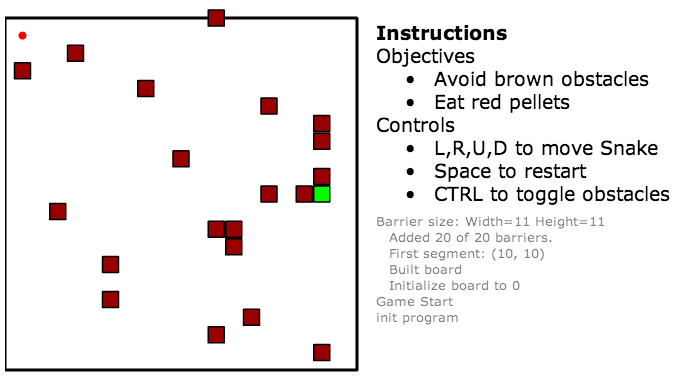 Instructions
Objectives
• Avoid brown obstacles
• Eat red pellets
Controls
• L,R,U,D to move Snake
• Space to restart
• CTRL to toggle obstacles
Barrier size: Width=11 Height=11
Added 20 of 20 barriers.
First segment: (10, 10)
Built board
Initialize board to 0
Game Start
init program